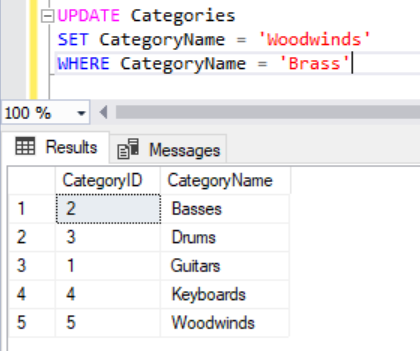 UPDATE Categories
SET CategoryName = 'Woodwinds'
WHERE CategoryName = 'Brass'
100 %
Results Messages
CategoryID CategoryName
1 2 Basses
2 3 Drums
3 1 Guitars
4 4 Keyboards
5 5 Woodwinds